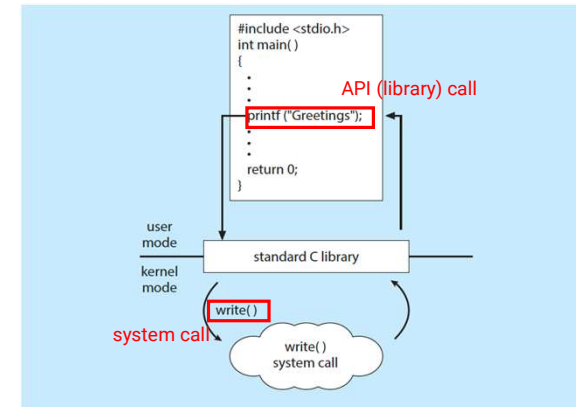 #include <stdio.h>
int main( )
{
•
•
•
API (library) call
printf ("Greetings");
•
•
•
return 0;
}
user
mode
standard C library
kernel
mode
write( )
system call
write( )
system call